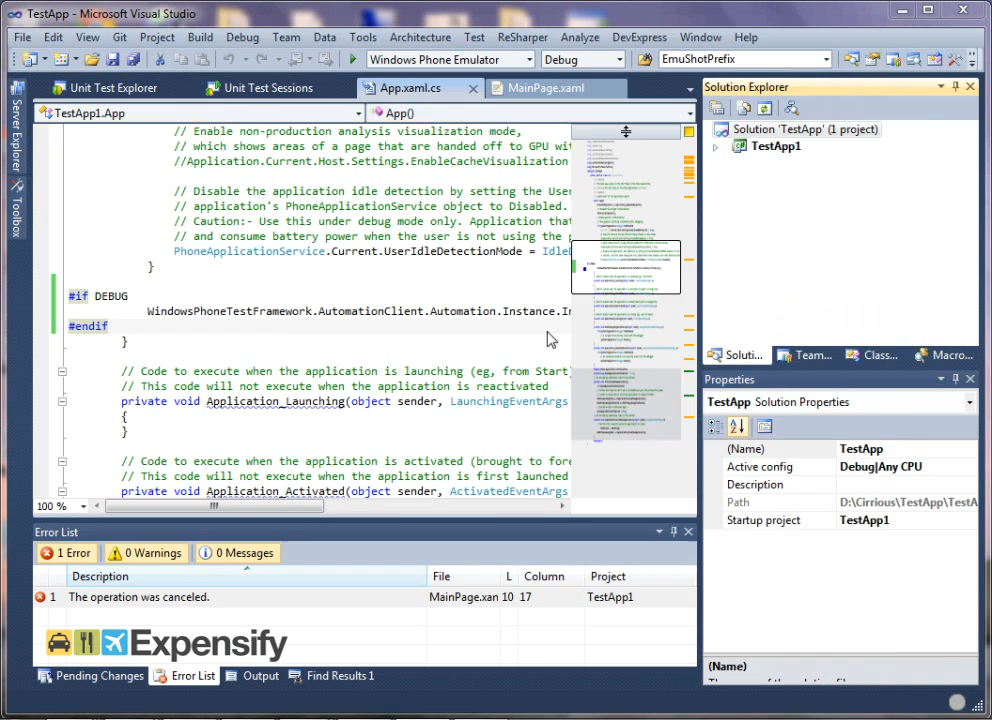 TestApp - Microsoft Visual Studio
File Edit View Git Project Build Debug Team Data Tools Architecture Test ReSharper Analyze DevExpress Window Help
Windows Phone Emulator Debug EmuShotPrefix
Unit Test Explorer Unit Test Sessions App.xaml.cs MainPage.xaml
TestApp1.App App()
Server Explorer
Toolbox
// Enable non-production analysis visualization mode,
// which shows areas of a page that are handed off to GPU wit
//Application.Current.Host.Settings.EnableCacheVisualization
// Disable the application idle detection by setting the User
// application's PhoneApplicationService object to Disabled.
// Caution:- Use this under debug mode only. Application that
// and consume battery power when the user is not using the p
PhoneApplicationService.Current.UserIdleDetectionMode = IdleD
}
#if DEBUG
WindowsPhoneTestFramework.AutomationClient.Automation.Instance.In
#endif
}
// Code to execute when the application is launching (eg, from Start)
// This code will not execute when the application is reactivated
private void Application_Launching(object sender, LaunchingEventArgs
{
}
// Code to execute when the application is activated (brought to fore
// This code will not execute when the application is first launched
private void Application_Activated(object sender, ActivatedEventArgs
100 %
Error List
1 Error 0 Warnings 0 Messages
Description File L Column Project
1 The operation was canceled. MainPage.xan 10 17 TestApp1
Expensify
Pending Changes Error List Output Find Results 1
Solution Explorer
Solution 'TestApp' (1 project)
TestApp1
Soluti... Team... Class... Macro...
Properties
TestApp Solution Properties
(Name) TestApp
Active config Debug|Any CPU
Description
Path D:\Cirrious\TestApp\TestA
Startup project TestApp1
(Name)